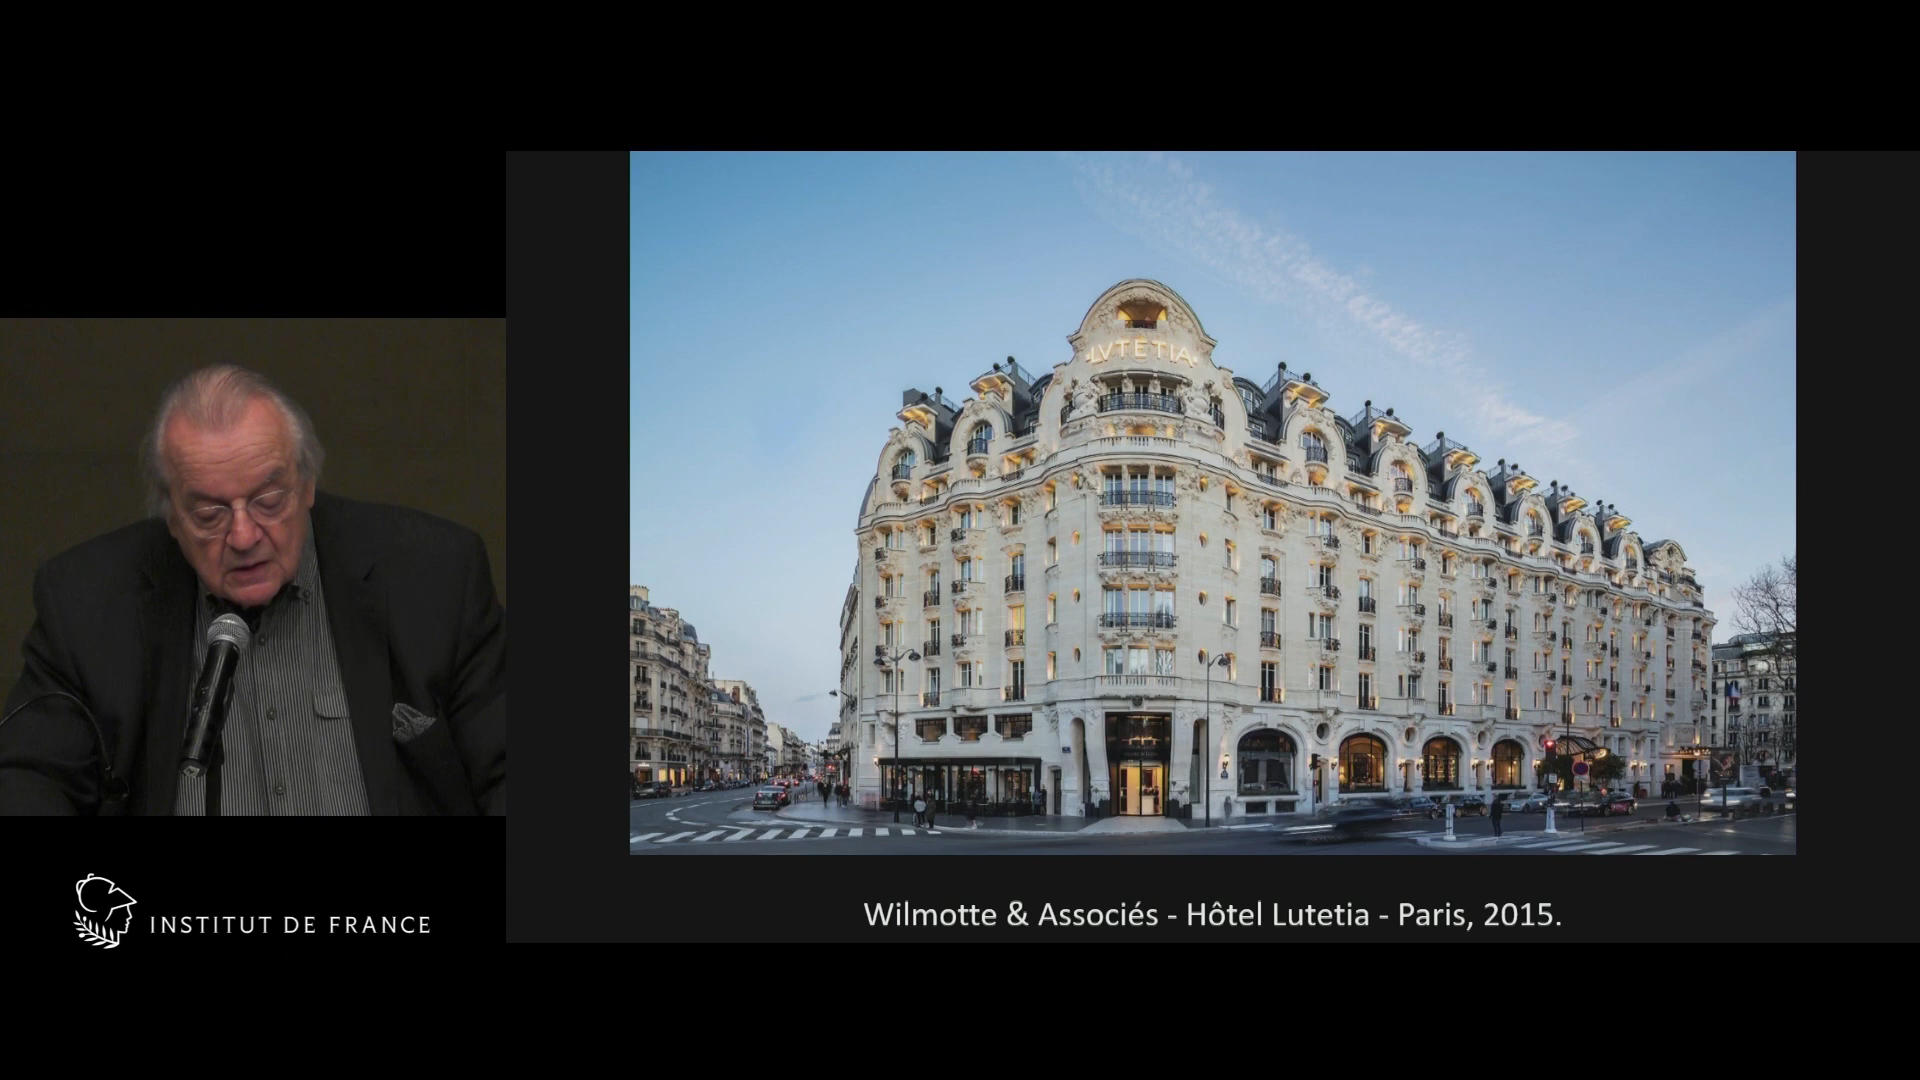 LVTETIA
INSTITUT DE FRANCE
Wilmotte & Associés - Hôtel Lutetia - Paris, 2015.